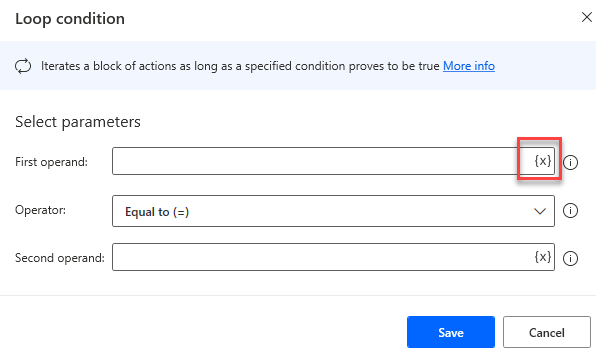 Loop condition
Iterates a block of actions as long as a specified condition proves to be true More info
Select parameters
First operand: {x}
Operator: Equal to (=)
Second operand: {x}
Save Cancel